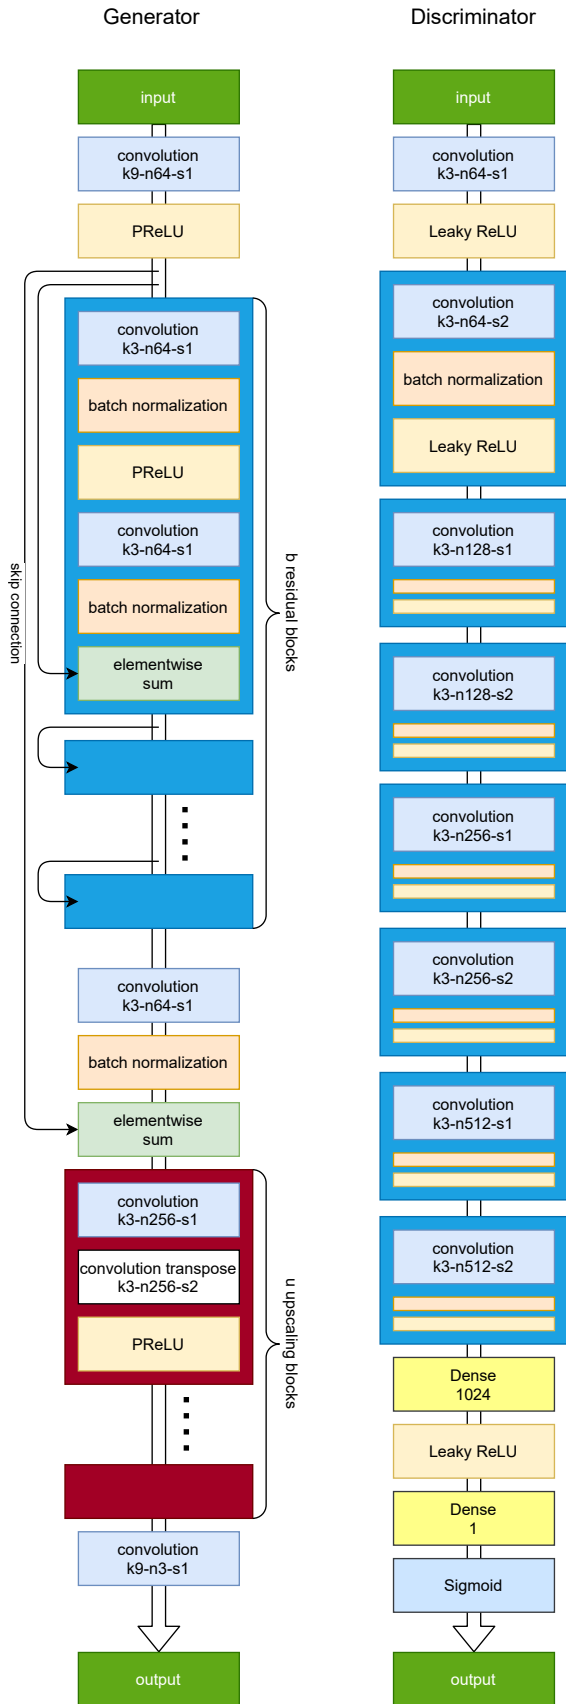 Generator
input
convolution
k9-n64-s1
PReLU
convolution
k3-n64-s1
batch normalization
PReLU
convolution
k3-n64-s1
batch normalization
elementwise
sum
skip connection
b residual blocks
convolution
k3-n64-s1
batch normalization
elementwise
sum
convolution
k3-n256-s1
convolution transpose
k3-n256-s2
PReLU
u upscaling blocks
convolution
k9-n3-s1
output
Discriminator
input
convolution
k3-n64-s1
Leaky ReLU
convolution
k3-n64-s2
batch normalization
Leaky ReLU
convolution
k3-n128-s1
convolution
k3-n128-s2
convolution
k3-n256-s1
convolution
k3-n256-s2
convolution
k3-n512-s1
convolution
k3-n512-s2
Dense
1024
Leaky ReLU
Dense
1
Sigmoid
output